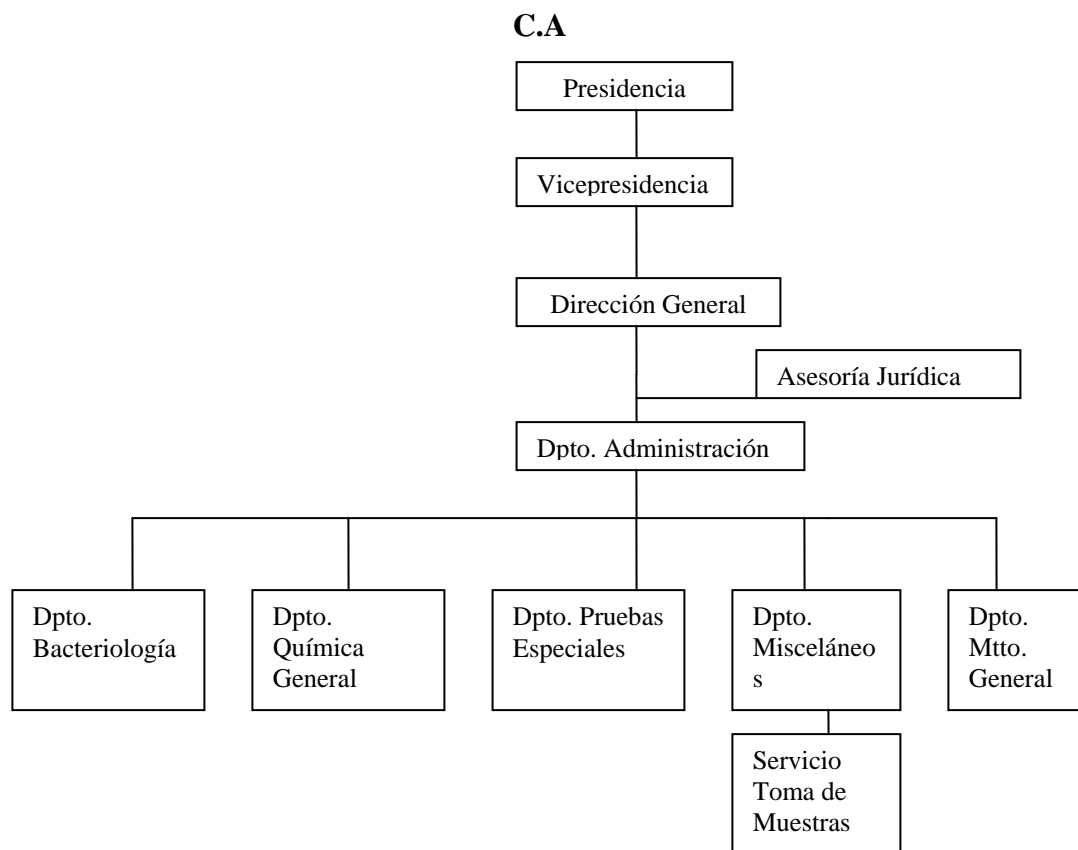 C.A
Presidencia
Vicepresidencia
Dirección General
Asesoría Jurídica
Dpto. Administración
Dpto.
Bacteriología
Dpto.
Química
General
Dpto. Pruebas
Especiales
Dpto.
Misceláneo
s
Dpto.
Mtto.
General
Servicio
Toma de
Muestras